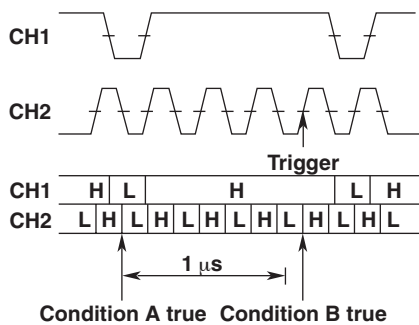 CH1
CH2
Trigger
CH1 H L H L H
CH2 L H L H L H L H L H L H L
1 μs
Condition A true Condition B true